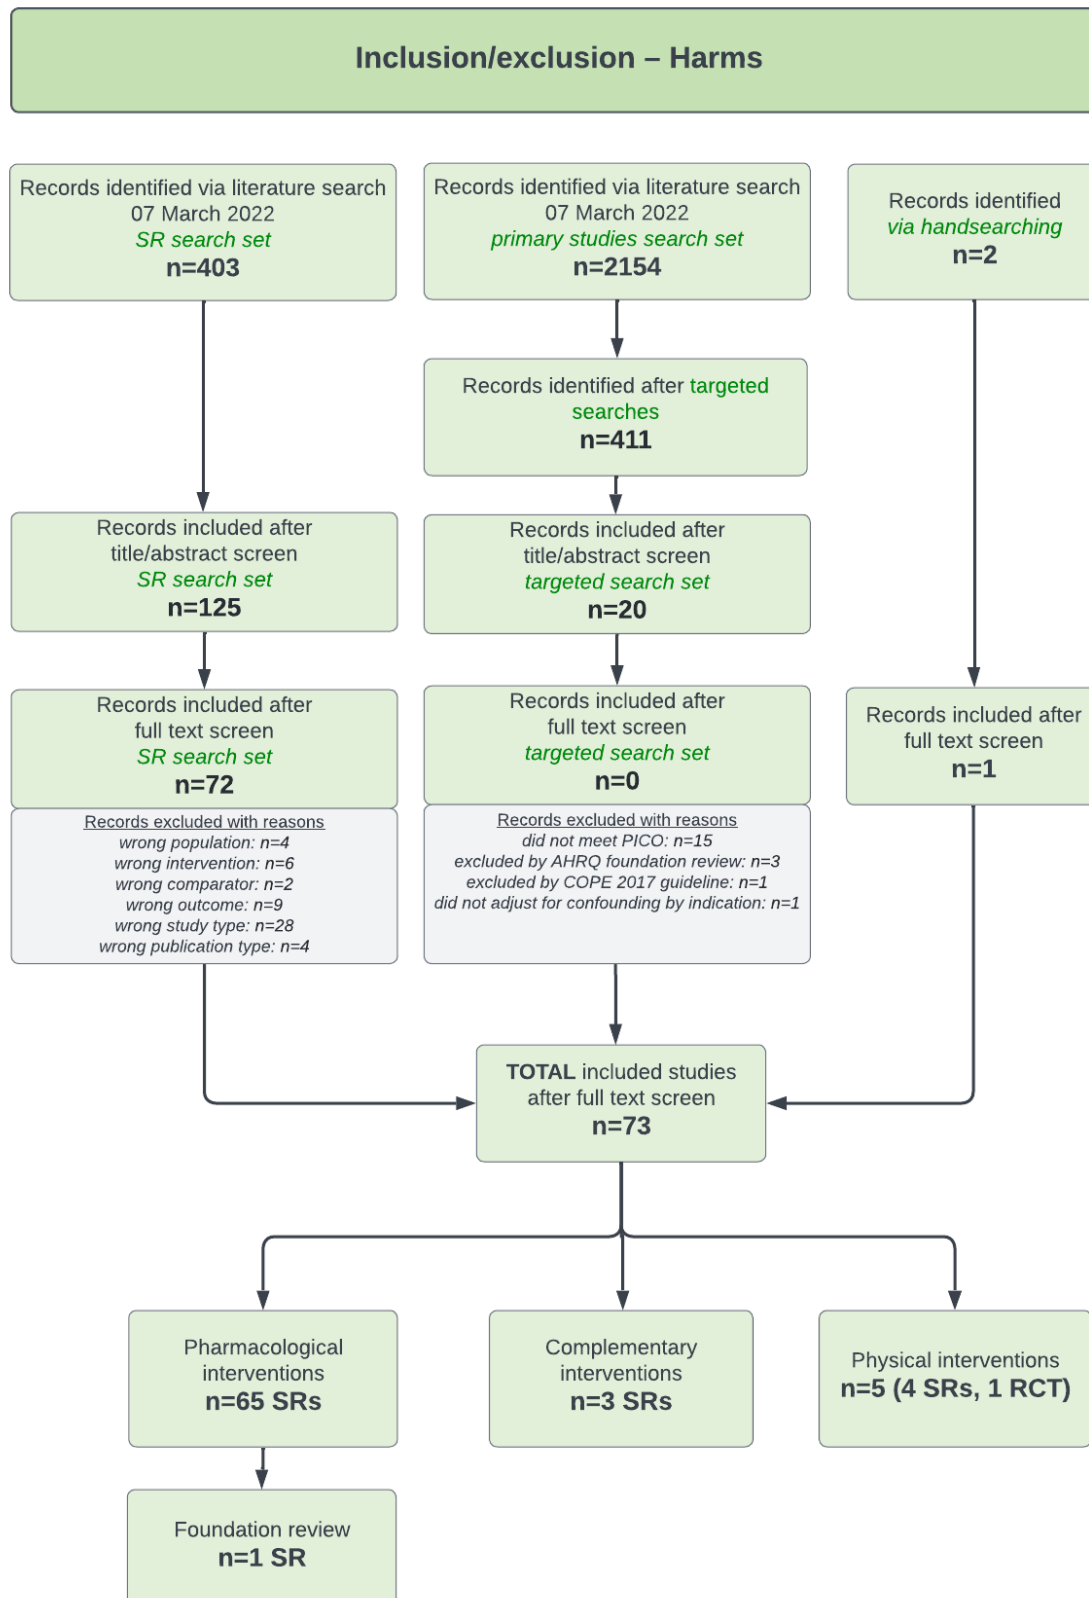 Inclusion/exclusion – Harms
Records identified via literature search
07 March 2022
SR search set
n=403
Records identified via literature search
07 March 2022
primary studies search set
n=2154
Records identified
via handsearching
n=2
Records identified after targeted
searches
n=411
Records included after
title/abstract screen
SR search set
n=125
Records included after
title/abstract screen
targeted search set
n=20
Records included after
full text screen
SR search set
n=72
Records included after
full text screen
targeted search set
n=0
Records included after
full text screen
n=1
Records excluded with reasons
wrong population: n=4
wrong intervention: n=6
wrong comparator: n=2
wrong outcome: n=9
wrong study type: n=28
wrong publication type: n=4
Records excluded with reasons
did not meet PICO: n=15
excluded by AHRQ foundation review: n=3
excluded by COPE 2017 guideline: n=1
did not adjust for confounding by indication: n=1
TOTAL included studies
after full text screen
n=73
Pharmacological
interventions
n=65 SRs
Complementary
interventions
n=3 SRs
Physical interventions
n=5 (4 SRs, 1 RCT)
Foundation review
n=1 SR